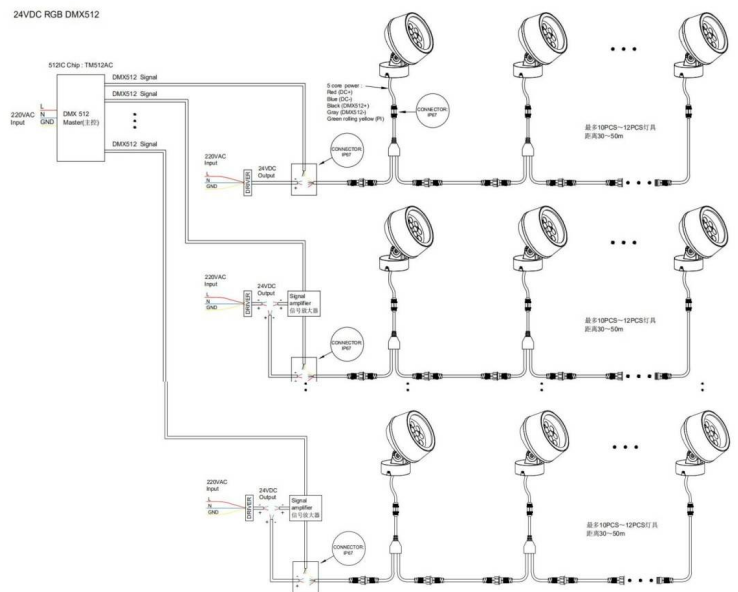 24VDC RGB DMX512
512IC Chip : TM512AC
DMX512 Signal
DMX512 Signal
DMX512 Signal
220VAC
Input
L
N
GND
DMX 512
Master(主控)
5 core power :
Red (DC+)
Blue (DC-)
Black (DMX512+)
Gray (DMX512-)
Green rolling yellow (PI)
CONNECTOR:
IP67
CONNECTOR:
IP67
220VAC
Input
L
N
GND
DRIVER
24VDC
Output
最多10PCS～12PCS灯具
距离30～50m
220VAC
Input
L
N
GND
DRIVER
24VDC
Output
Signal
amplifier
信号放大器
CONNECTOR:
IP67
最多10PCS～12PCS灯具
距离30～50m
220VAC
Input
L
N
GND
DRIVER
24VDC
Output
Signal
amplifier
信号放大器
CONNECTOR:
IP67
最多10PCS～12PCS灯具
距离30～50m